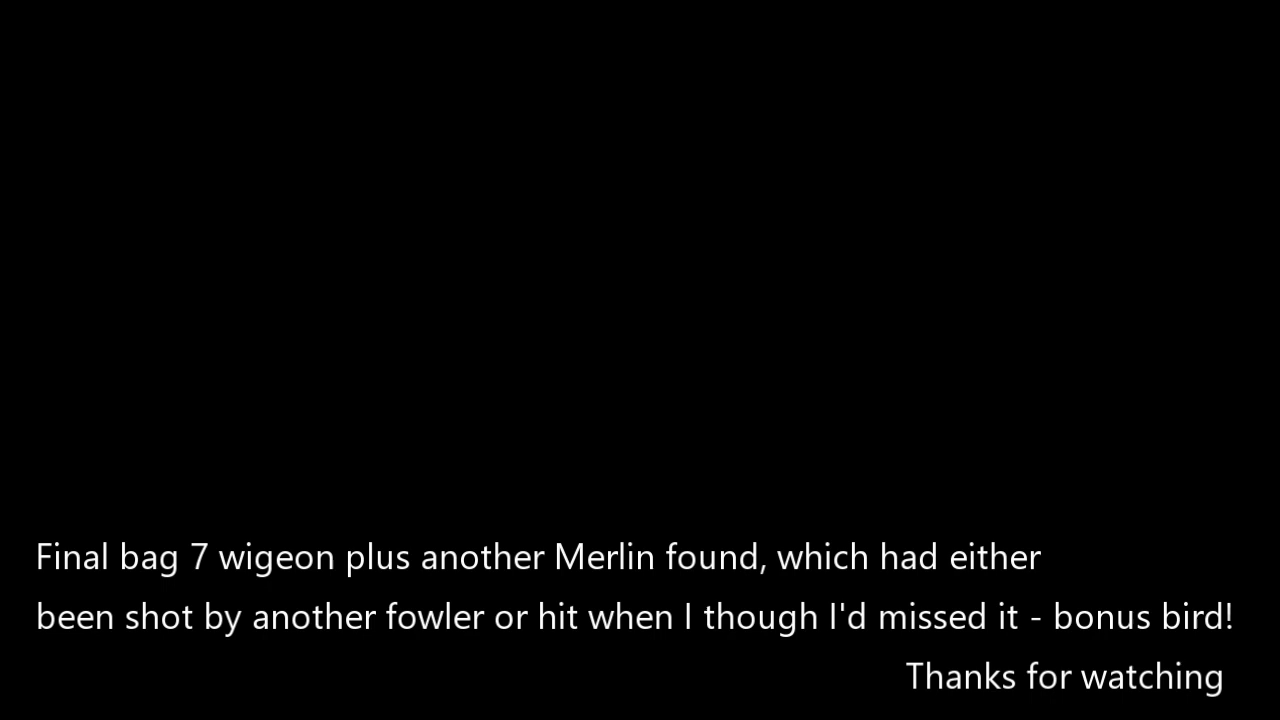 Final bag 7 wigeon plus another Merlin found, which had either
been shot by another fowler or hit when I though I'd missed it - bonus bird!
Thanks for watching